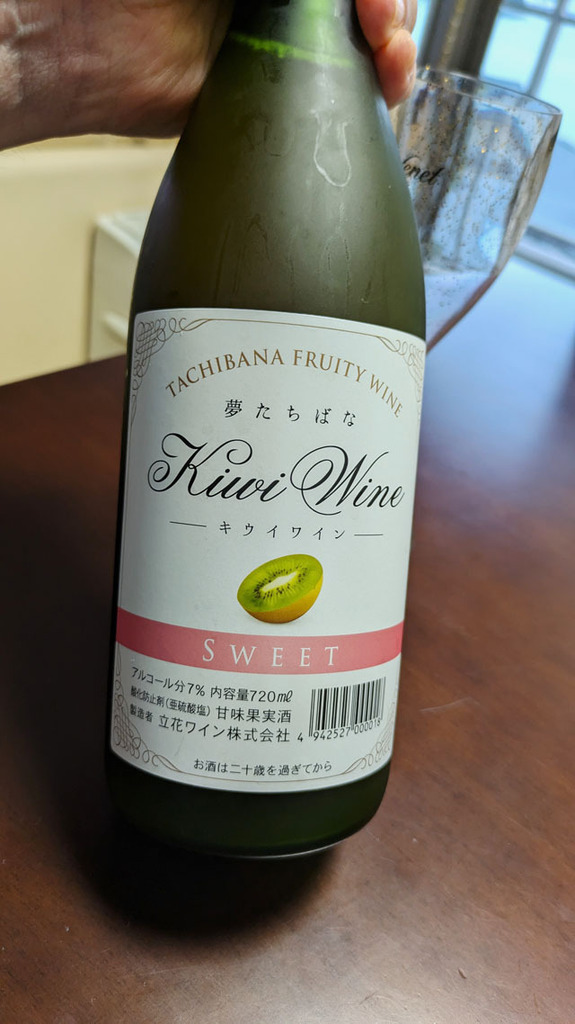 TACHIBANA FRUITY WINE
夢たちばな
Kiwi Wine
キウイワイン
SWEET
アルコール分7% 内容量720mℓ
酸化防止剤(亜硫酸塩) 甘味果実酒
製造者 立花ワイン株式会社
4 942527 000018
お酒は二十歳を過ぎてから